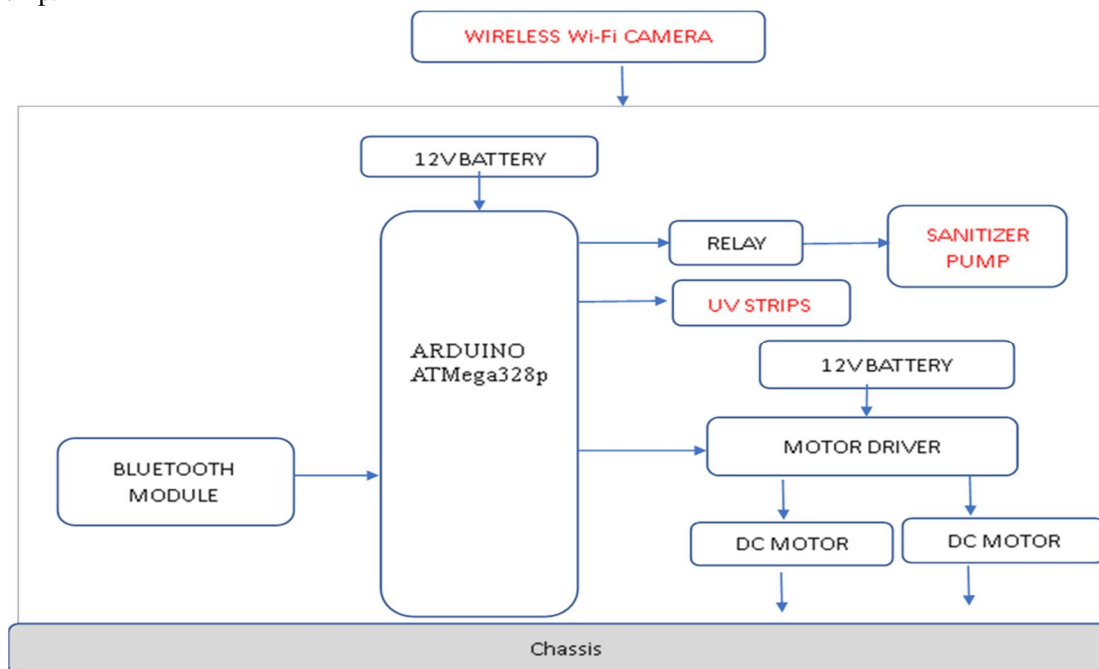 WIRELESS Wi-Fi CAMERA
12V BATTERY
RELAY
SANITIZER
PUMP
UV STRIPS
ARDUINO
ATMega328p
12V BATTERY
MOTOR DRIVER
BLUETOOTH
MODULE
DC MOTOR
DC MOTOR
Chassis